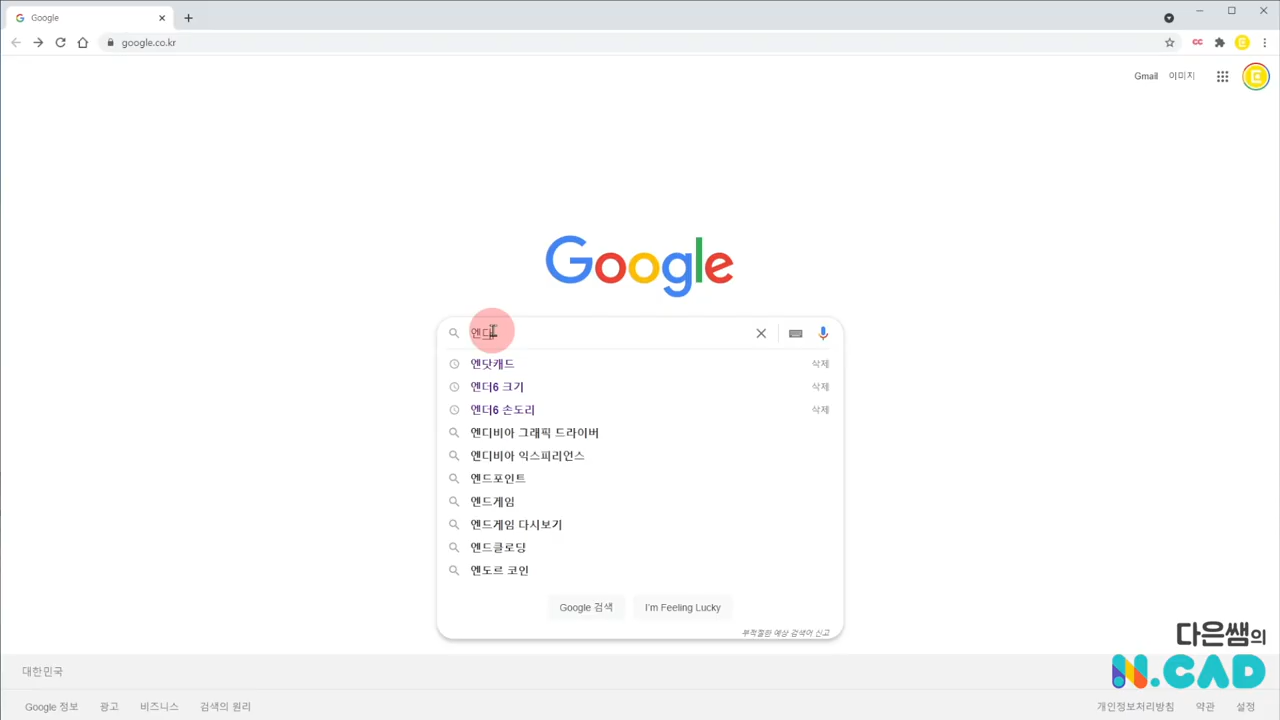 Google
google.co.kr
Gmail 이미지
Google
엔더
엔닷캐드 삭제
엔더6 크기 삭제
엔더6 손도리 삭제
엔디비아 그래픽 드라이버
엔디비아 익스피리언스
엔드포인트
엔드게임
엔드게임 다시보기
엔드클로딩
엔도르 코인
Google 검색 I'm Feeling Lucky
부적절한 예상 검색어 신고
다은쌤의
N.CAD
대한민국
Google 정보 광고 비즈니스 검색의 원리 개인정보처리방침 약관 설정